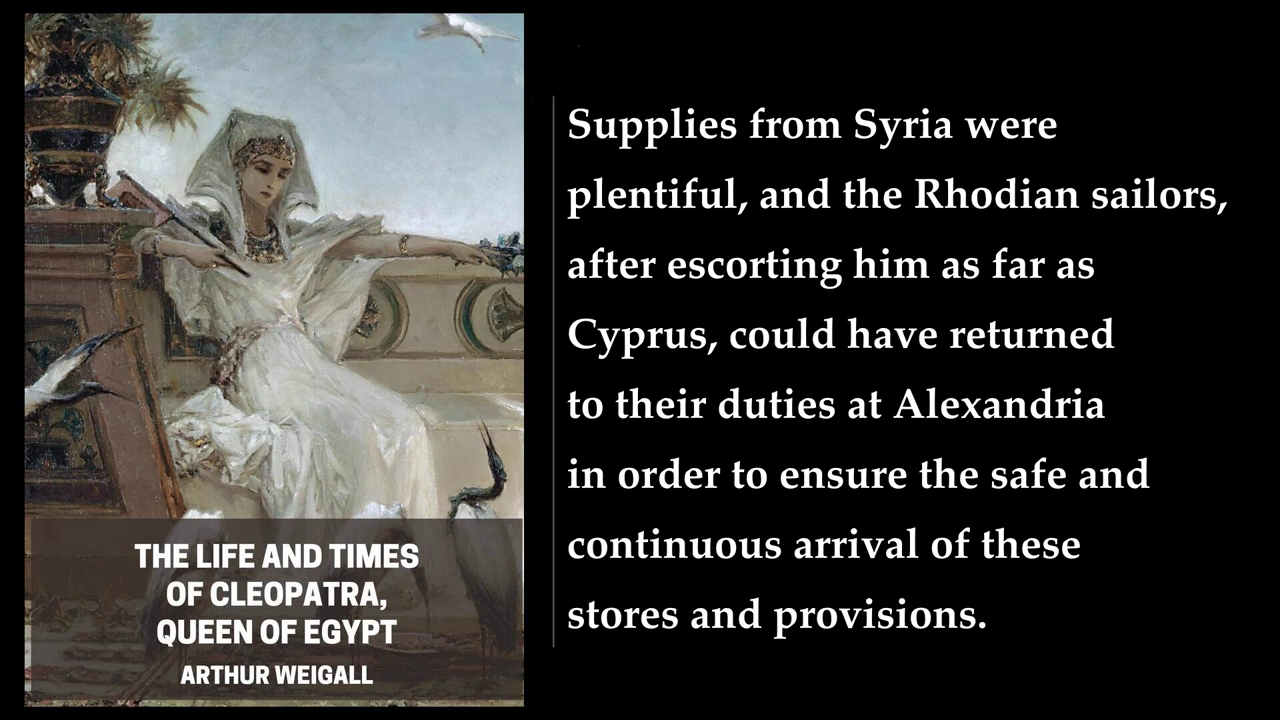 THE LIFE AND TIMES
OF CLEOPATRA,
QUEEN OF EGYPT
ARTHUR WEIGALL
Supplies from Syria were
plentiful, and the Rhodian sailors,
after escorting him as far as
Cyprus, could have returned
to their duties at Alexandria
in order to ensure the safe and
continuous arrival of these
stores and provisions.